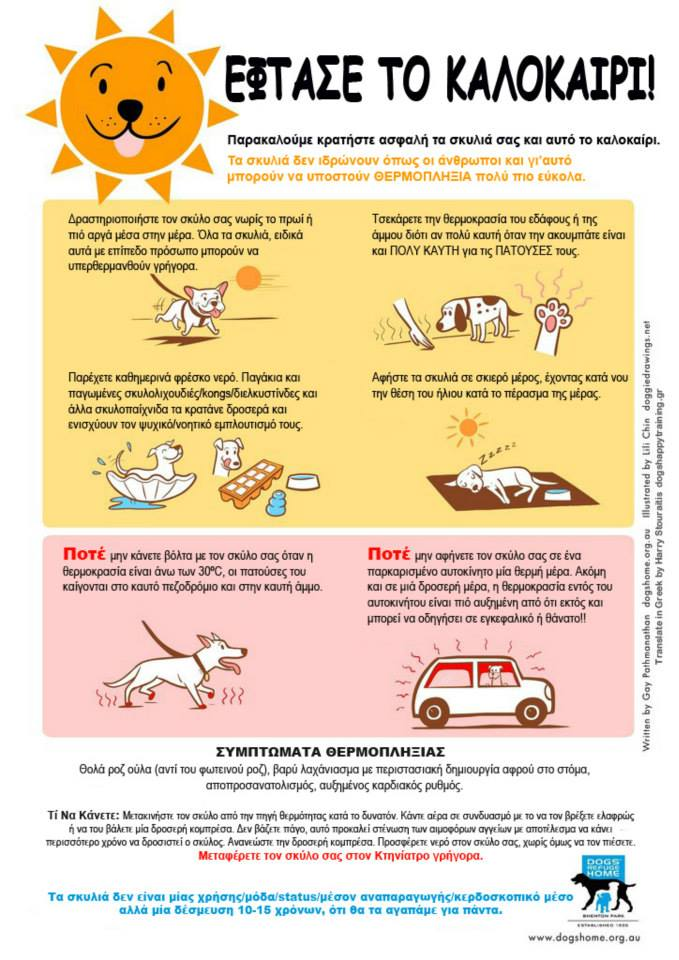 ΕΦΤΑΣΕ ΤΟ ΚΑΛΟΚΑΙΡΙ!
Παρακαλούμε κρατήστε ασφαλή τα σκυλιά σας και αυτό το καλοκαίρι.
Τα σκυλιά δεν ιδρώνουν όπως οι άνθρωποι και γι'αυτό
μπορούν να υποστούν ΘΕΡΜΟΠΛΗΞΙΑ πολύ πιο εύκολα.
Δραστηριοποιήστε τον σκύλο σας νωρίς το πρωί ή
πιό αργά μέσα στην μέρα. Όλα τα σκυλιά, ειδικά
αυτά με επίπεδο πρόσωπο μπορούν να
υπερθερμανθούν γρήγορα.
Τσεκάρετε την θερμοκρασία του εδάφους ή της
άμμου διότι αν πολύ καυτή όταν την ακουμπάτε είναι
και ΠΟΛΥ ΚΑΥΤΗ για τις ΠΑΤΟΥΣΕΣ τους.
Παρέχετε καθημερινά φρέσκο νερό. Παγάκια και
παγωμένες σκυλολιχουδιές/kongs/διελκυστίνδες και
άλλα σκυλοπαίχνιδα τα κρατάνε δροσερά και
ενισχύουν τον ψυχικό/νοητικό εμπλουτισμό τους.
Αφήστε τα σκυλιά σε σκιερό μέρος, έχοντας κατά νου
την θέση του ήλιου κατά το πέρασμα της μέρας.
zzzzz
Ποτέ μην κάνετε βόλτα με τον σκύλο σας όταν η
θερμοκρασία είναι άνω των 30ºC, οι πατούσες του
καίγονται στο καυτό πεζοδρόμιο και στην καυτή άμμο.
Ποτέ μην αφήνετε τον σκύλο σας σε ένα
παρκαρισμένο αυτοκίνητο μία θερμή μέρα. Ακόμη
και σε μιά δροσερή μέρα, η θερμοκρασία εντός του
αυτοκινήτου είναι πιό αυξημένη από ότι εκτός και
μπορεί να οδηγήσει σε εγκεφαλικό ή θάνατο!!
Written by Gay Pathmanathan dogshome.org.au Illustrated by Lili Chin doggiedrawings.net
Translate in Greek by Harry Stouraitis dogshappytraining.gr
ΣΥΜΠΤΩΜΑΤΑ ΘΕΡΜΟΠΛΗΞΙΑΣ
Θολά ροζ ούλα (αντί του φωτεινού ροζ), βαρύ λαχάνιασμα με περιστασιακή δημιουργία αφρού στο στόμα,
αποπροσανατολισμός, αυξημένος καρδιακός ρυθμός.
Τί Να Κάνετε: Μετακινήστε τον σκύλο από την πηγή θερμότητας κατά το δυνατόν. Κάντε αέρα σε συνδυασμό με το να τον βρέξετε ελαφρώς
ή να του βάλετε μία δροσερή κομπρέσα. Δεν βάζετε πάγο, αυτό προκαλεί στένωση των αιμοφόρων αγγείων με αποτέλεσμα να κάνει
περισσότερο χρόνο να δροσιστεί ο σκύλος. Ανανεώστε την δροσερή κομπρέσα. Προσφέρετε νερό στον σκύλο σας, χωρίς όμως να τον πιέσετε.
Μεταφέρετε τον σκύλο σας στον Κτηνίατρο γρήγορα.
Τα σκυλιά δεν είναι μίας χρήσης/μόδα/status/μέσον αναπαραγωγής/κερδοσκοπικό μέσο
αλλά μία δέσμευση 10-15 χρόνων, ότι θα τα αγαπάμε για πάντα.
DOGS'
REFUGE
HOME
SHENTON PARK
ESTABLISHED 1935
www.dogshome.org.au